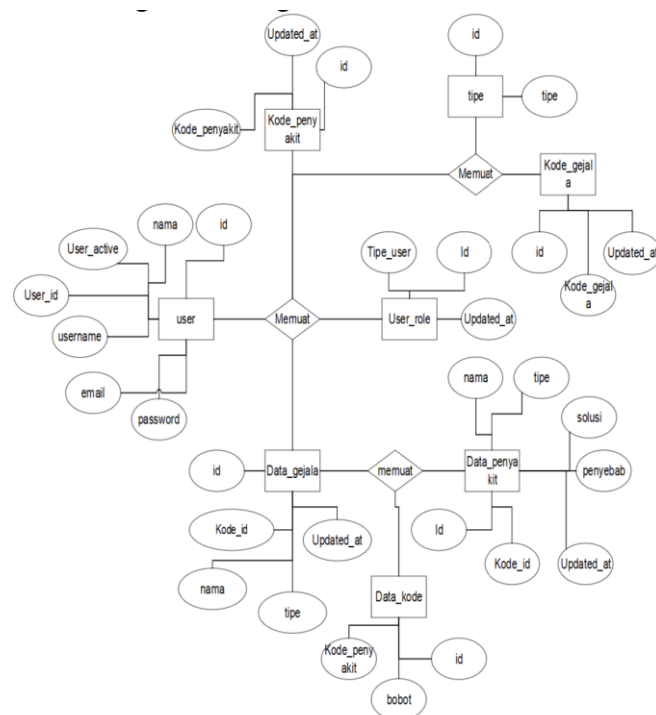 Updated_at
id
Kode_penyakit
Kode_peny
akit
id
tipe
tipe
Memuat
Kode_gejal
a
id
Kode_gejal
a
Updated_at
nama
id
User_active
User_id
username
user
email
password
Memuat
Tipe_user
Id
User_role
Updated_at
nama
tipe
solusi
penyebab
Data_penya
kit
Id
Kode_id
Updated_at
id
Data_gejala
memuat
Kode_id
Updated_at
nama
tipe
Data_kode
Kode_peny
akit
id
bobot